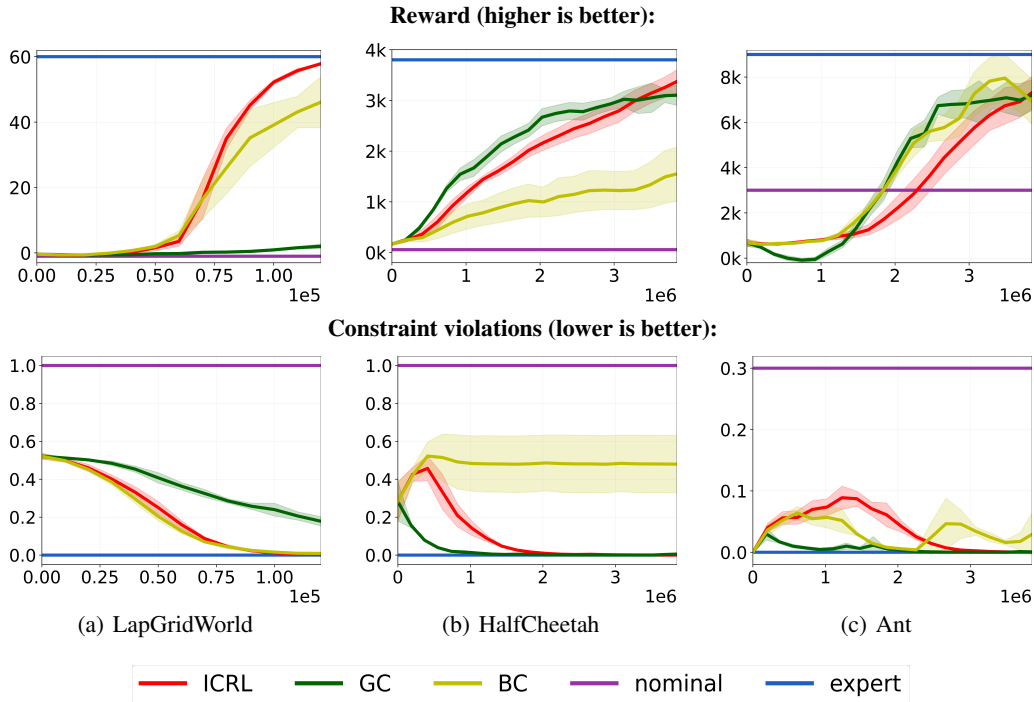 Reward (higher is better):
60
40
20
0
0.00 0.25 0.50 0.75 1.00
1e5
4k
3k
2k
1k
0k
0 1 2 3
1e6
8k
6k
4k
2k
0k
0 1 2 3
1e6
Constraint violations (lower is better):
1.0
0.8
0.6
0.4
0.2
0.0
0.00 0.25 0.50 0.75 1.00
1e5
1.0
0.8
0.6
0.4
0.2
0.0
0 1 2 3
1e6
0.3
0.2
0.1
0.0
0 1 2 3
1e6
(a) LapGridWorld
(b) HalfCheetah
(c) Ant
ICRL GC BC nominal expert